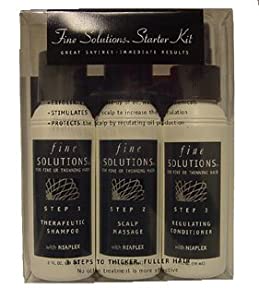 Fine Solutions Starter Kit
GREAT SAVINGS · IMMEDIATE RESULTS
•STIMULATES scalp to increase the
•PROTECTS the scalp by regulating oil production
fine
SOLUTIONS
FOR FINE OR THINNING HAIR
STEP 1
THERAPEUTIC
SHAMPOO
with NIAPLEX
fine
SOLUTIONS
FOR FINE OR THINNING HAIR
STEP 2
SCALP
MASSAGE
with NIAPLEX
fine
SOLUTIONS
FOR FINE OR THINNING HAIR
STEP 3
REGULATING
CONDITIONER
with NIAPLEX
3 STEPS TO THICKER, FULLER HAIR
No other treatment is more effective